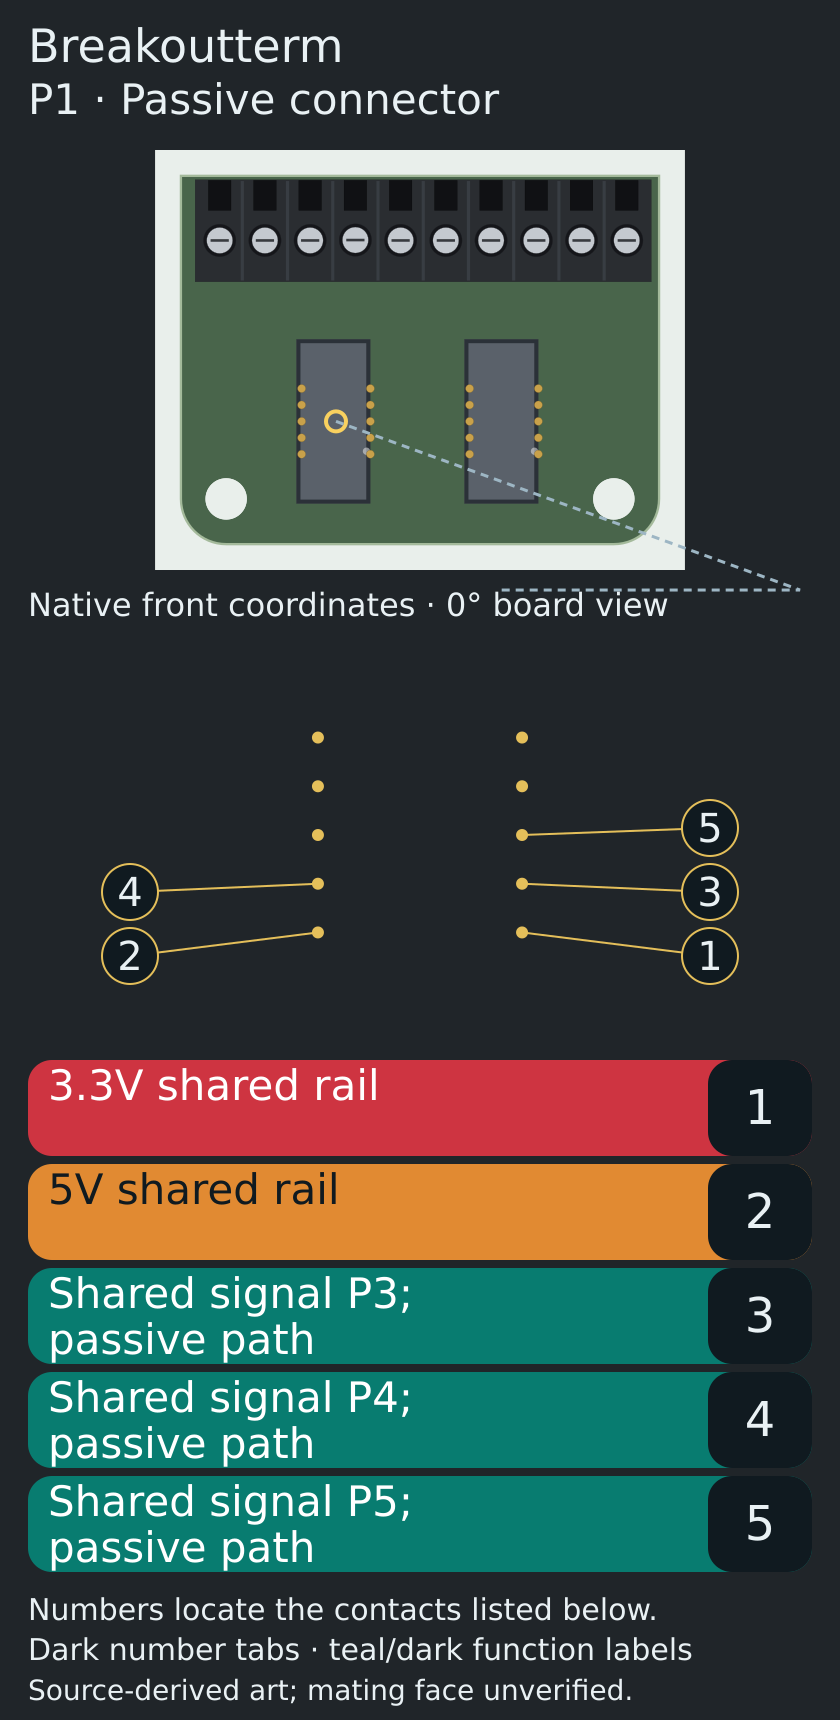 Breakoutterm
P1 · Passive connector
Native front coordinates · 0° board view
5
4
3
2
1
3.3V shared rail
1
5V shared rail
2
Shared signal P3;
passive path
3
Shared signal P4;
passive path
4
Shared signal P5;
passive path
5
Numbers locate the contacts listed below.
Dark number tabs · teal/dark function labels
Source-derived art; mating face unverified.